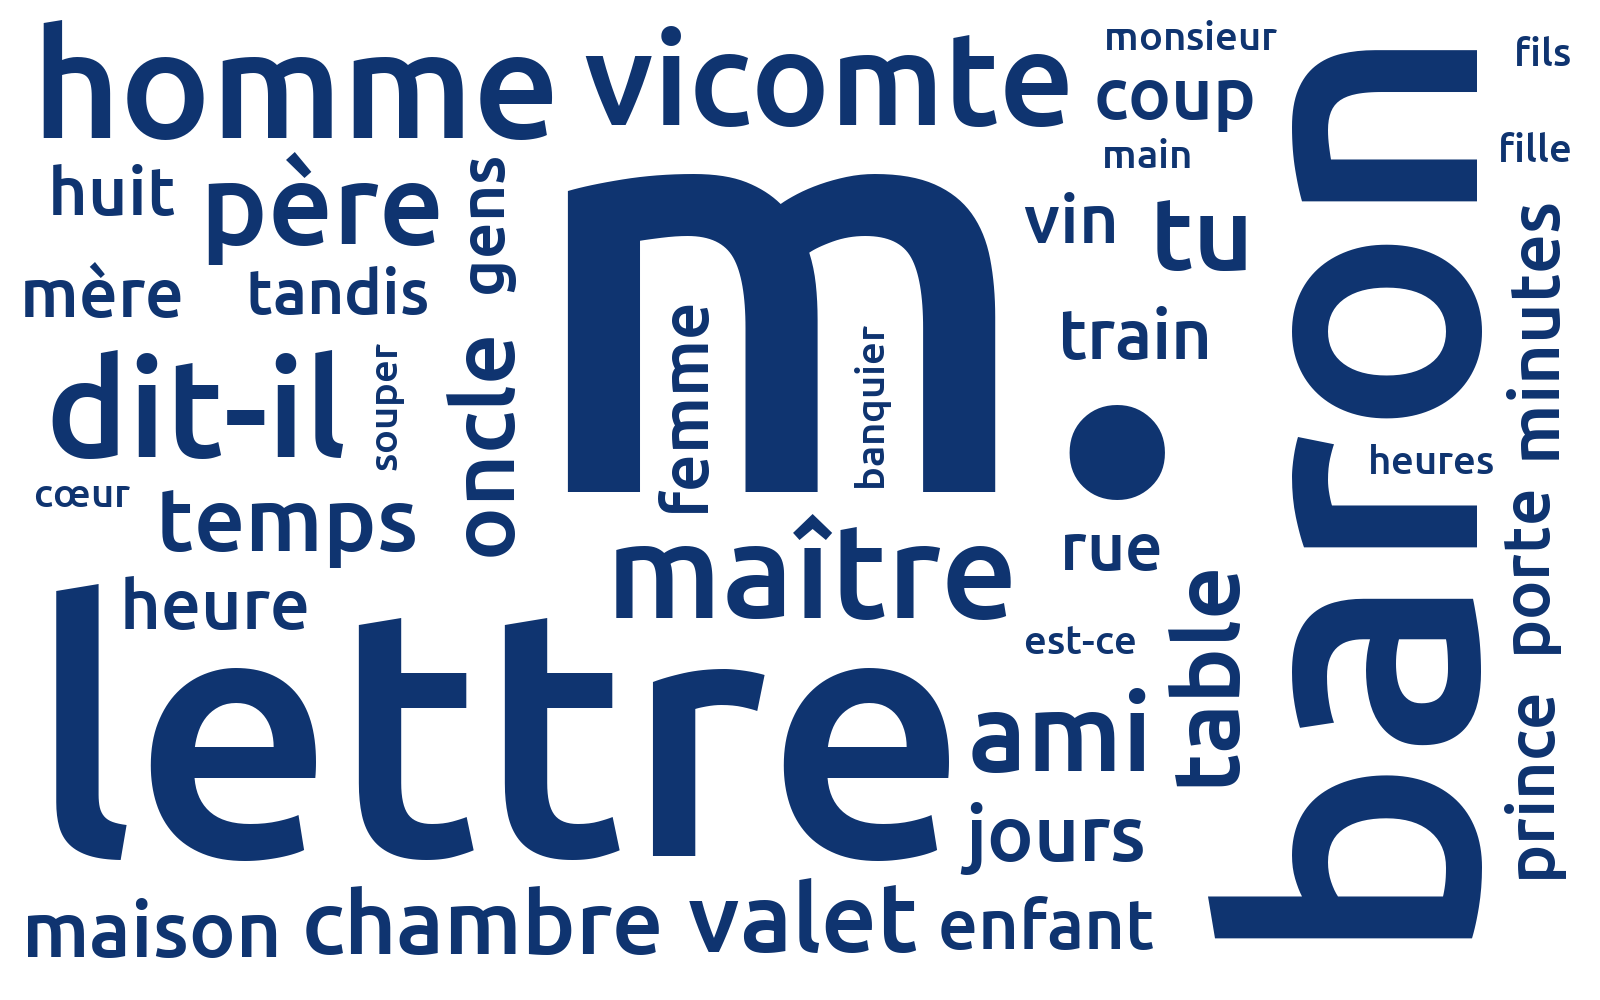 homme
vicomte
monsieur
coup
fils
main
fille
huit
père
gens
m.
vin
tu
baron
mère
tandis
minutes
femme
banquier
train
dit-il
souper
oncle
heures
cœur
temps
maître
rue
porte
heure
table
est-ce
lettre
ami
prince
jours
maison
chambre
valet
enfant